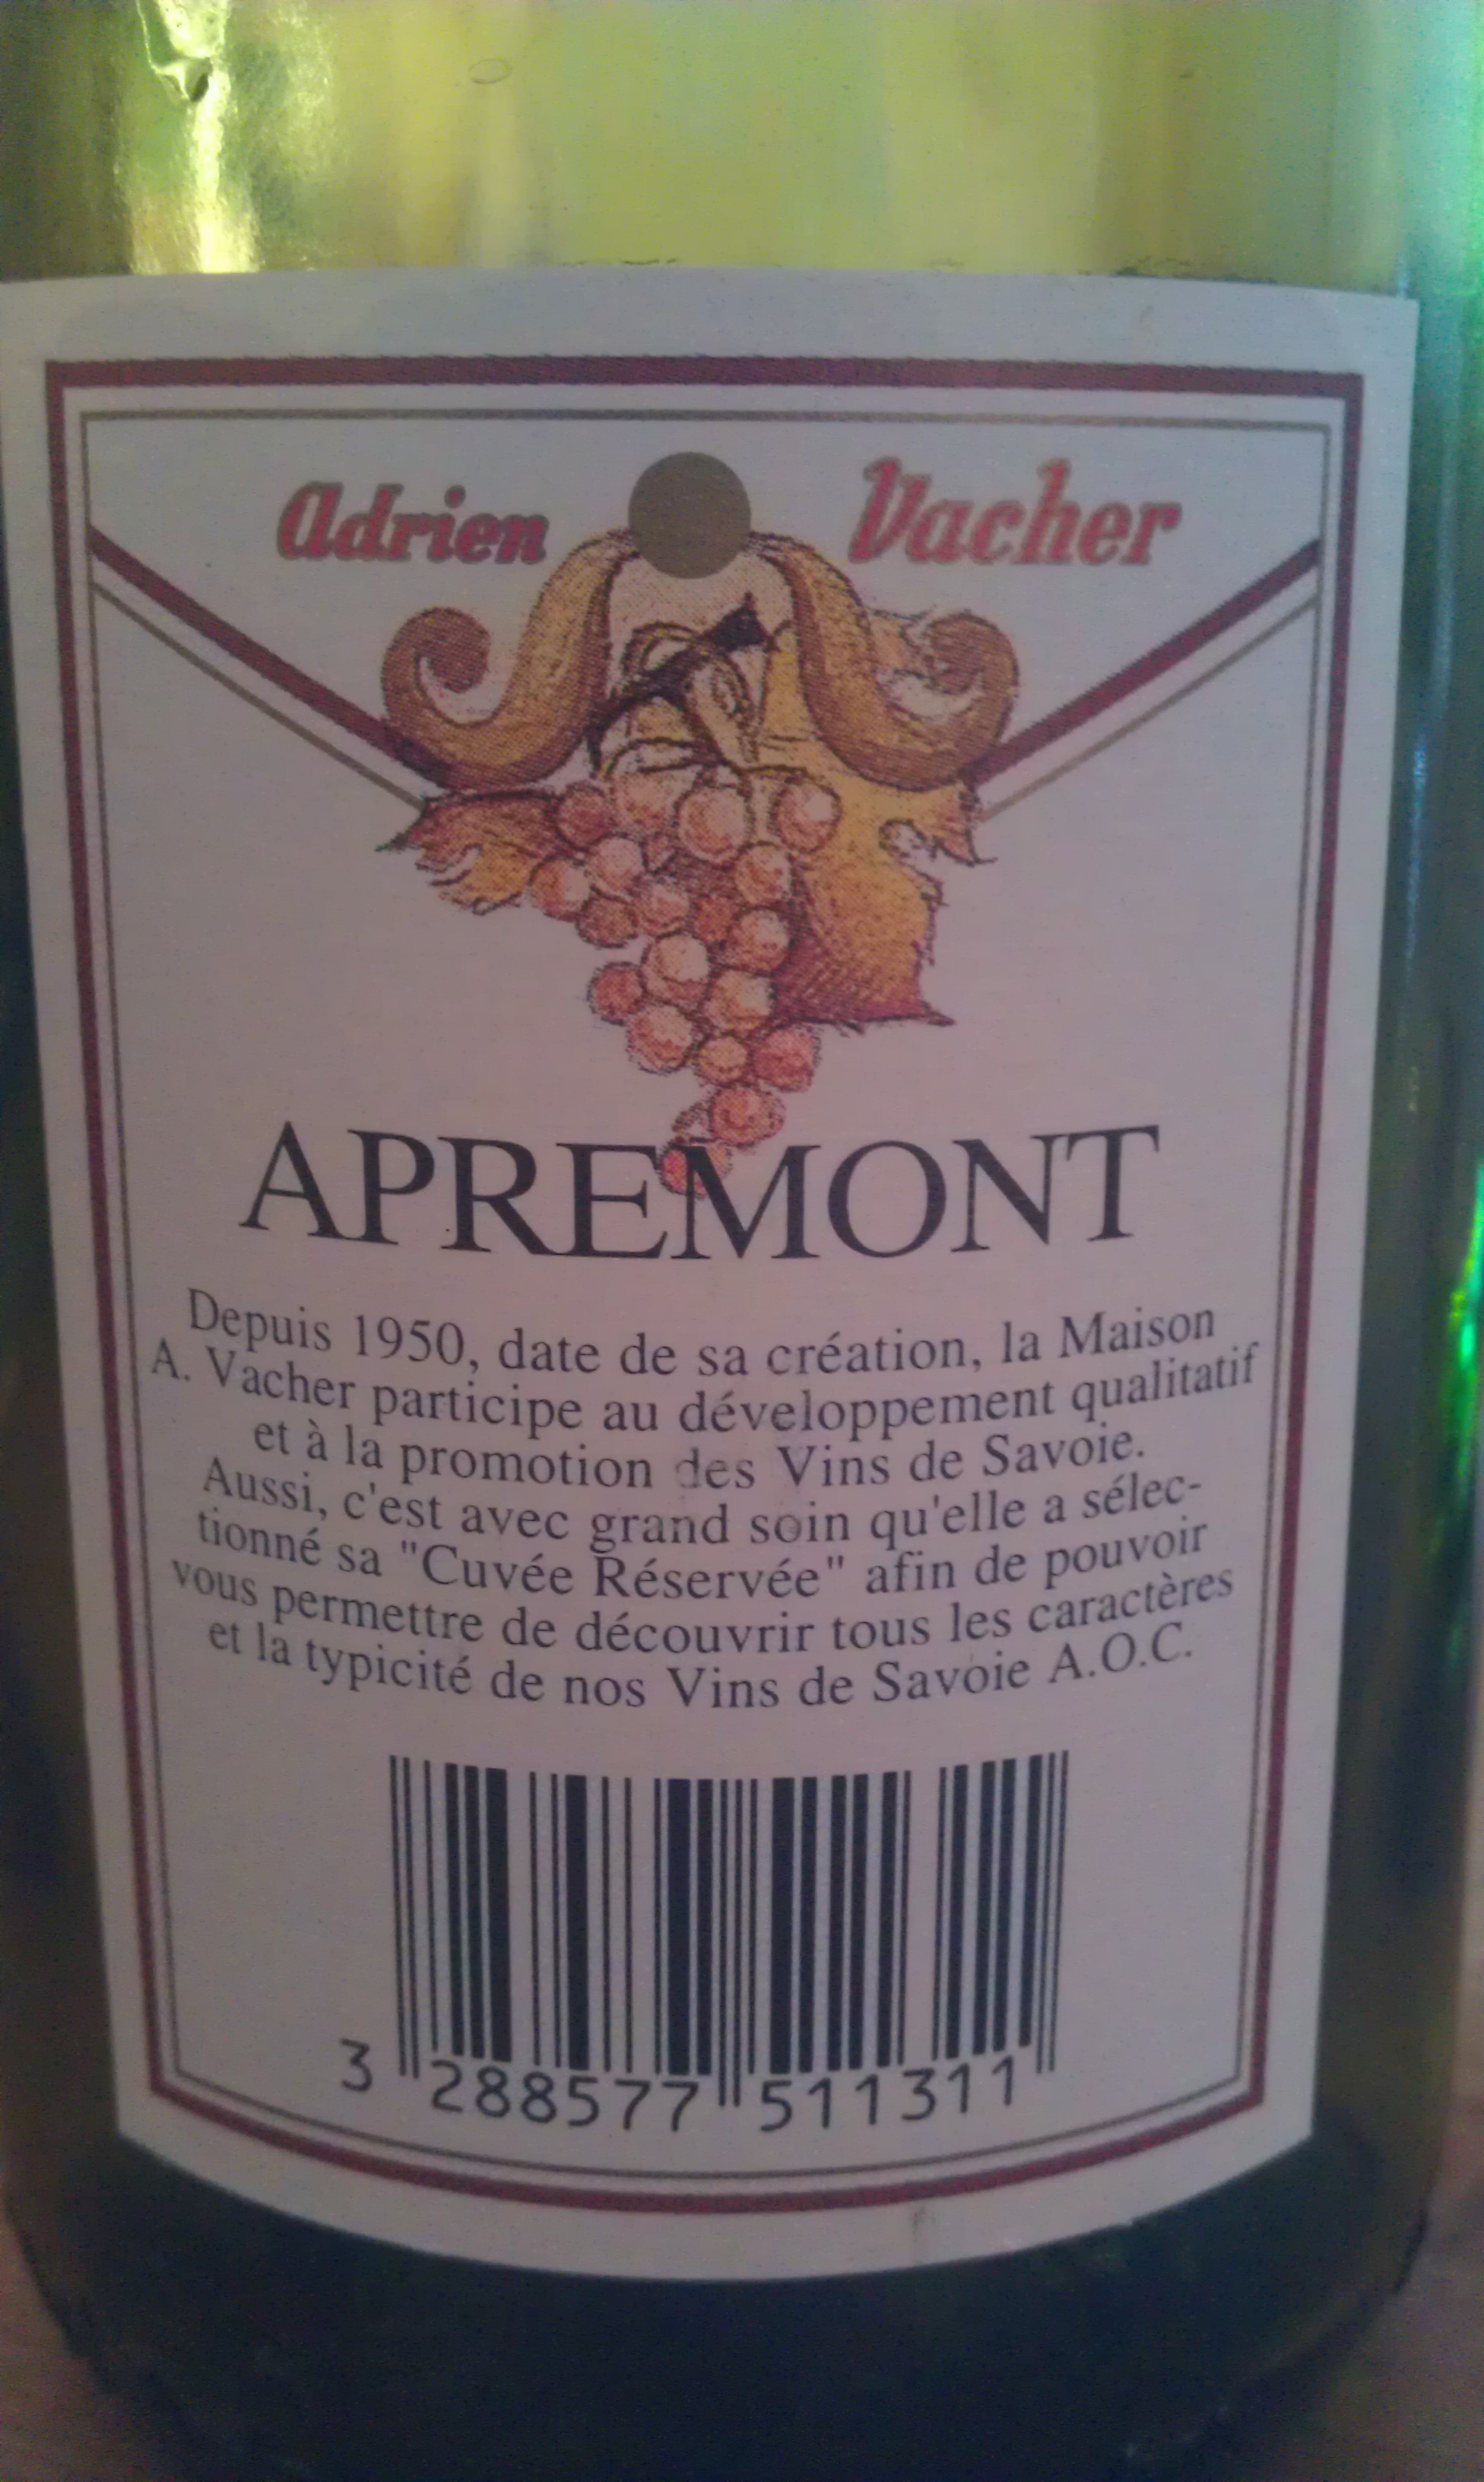 Adrien Vacher
APREMONT
Depuis 1950, date de sa création, la Maison
A. Vacher participe au développement qualitatif
et à la promotion des Vins de Savoie.
Aussi, c'est avec grand soin qu'elle a sélec-
tionné sa "Cuvée Réservée" afin de pouvoir
vous permettre de découvrir tous les caractères
et la typicité de nos Vins de Savoie A.O.C.
3 288577 511311